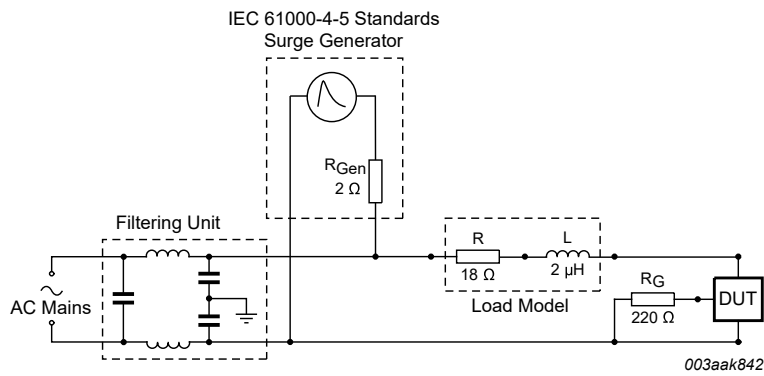 IEC 61000-4-5 Standards
Surge Generator
RGen
2 Ω
Filtering Unit
AC Mains
R
18 Ω
L
2 μH
Load Model
RG
220 Ω
DUT
003aak842